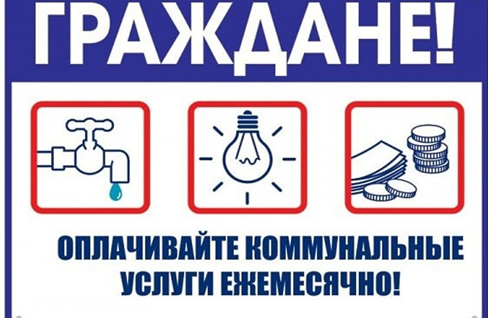 ГРАЖДАНЕ!
ОПЛАЧИВАЙТЕ КОММУНАЛЬНЫЕ
УСЛУГИ ЕЖЕМЕСЯЧНО!